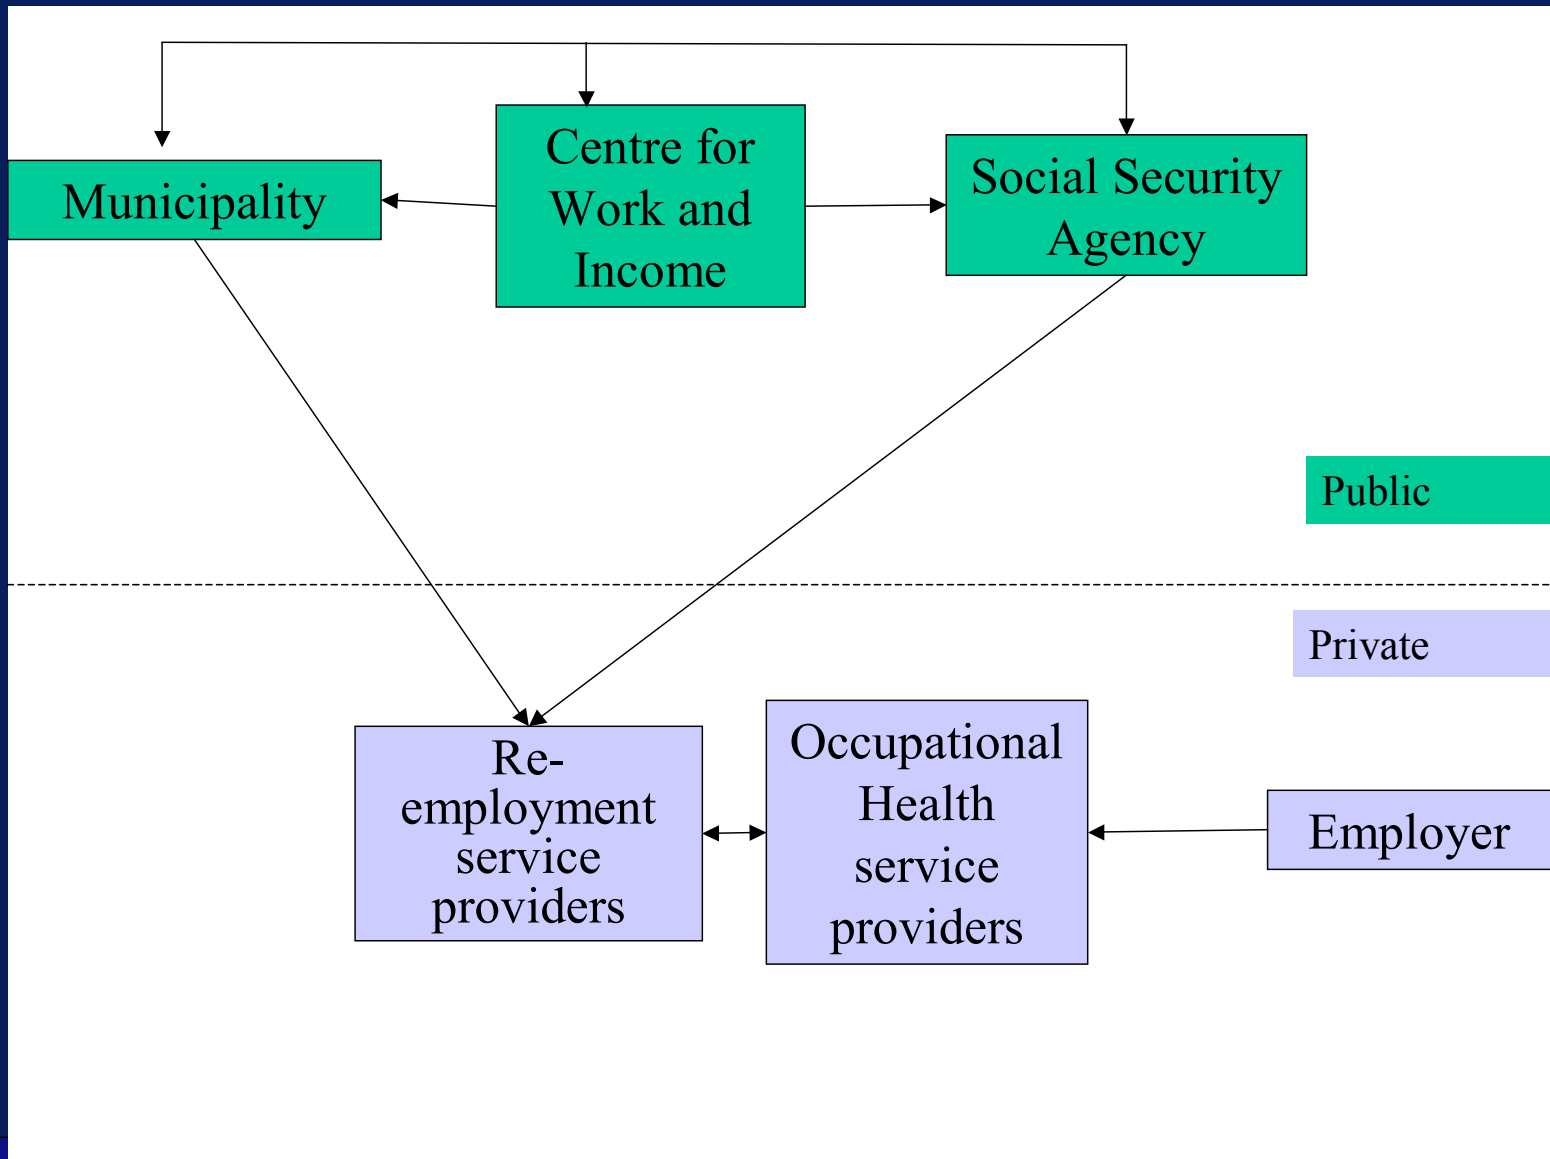 Centre for
Work and
Income
Municipality
Social Security
Agency
Public
Private
Re-
employment
service
providers
Occupational
Health
service
providers
Employer